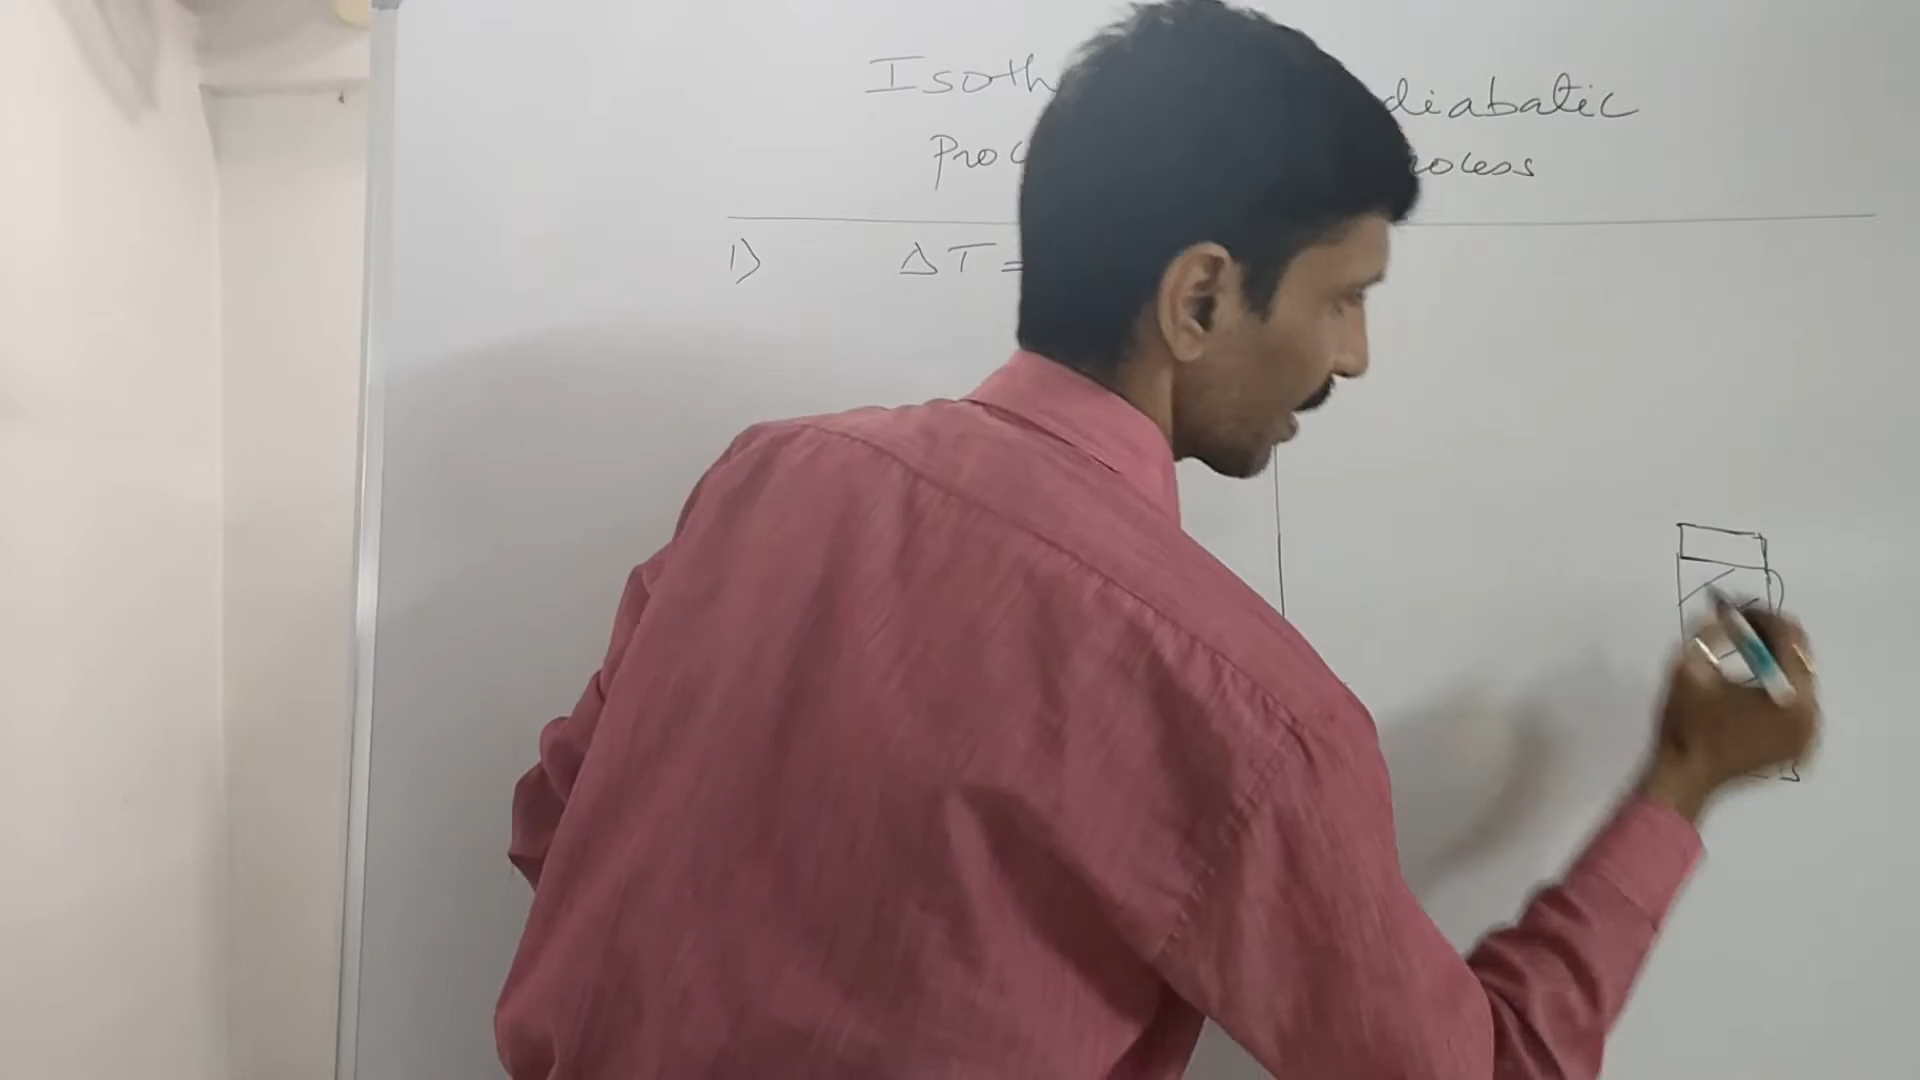 Isoth diabatic
Proc rocess
1) ΔT =